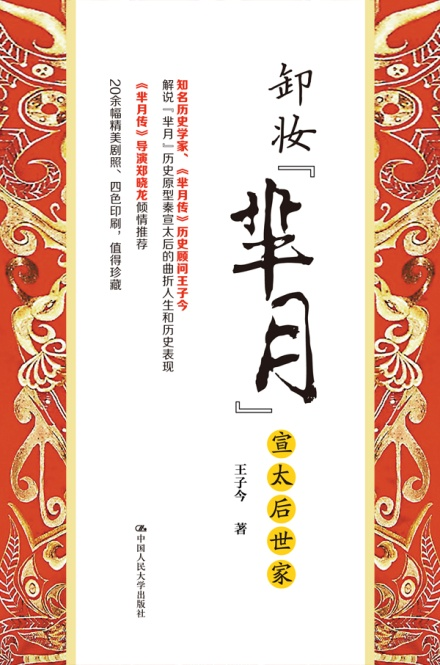 卸妆『芈月』
宣太后世家
王子今 著
知名历史学家、《芈月传》历史顾问王子今
解说『芈月』历史原型秦宣太后的曲折人生和历史表现
《芈月传》导演郑晓龙倾情推荐
20余幅精美剧照、四色印刷，值得珍藏
中国人民大学出版社